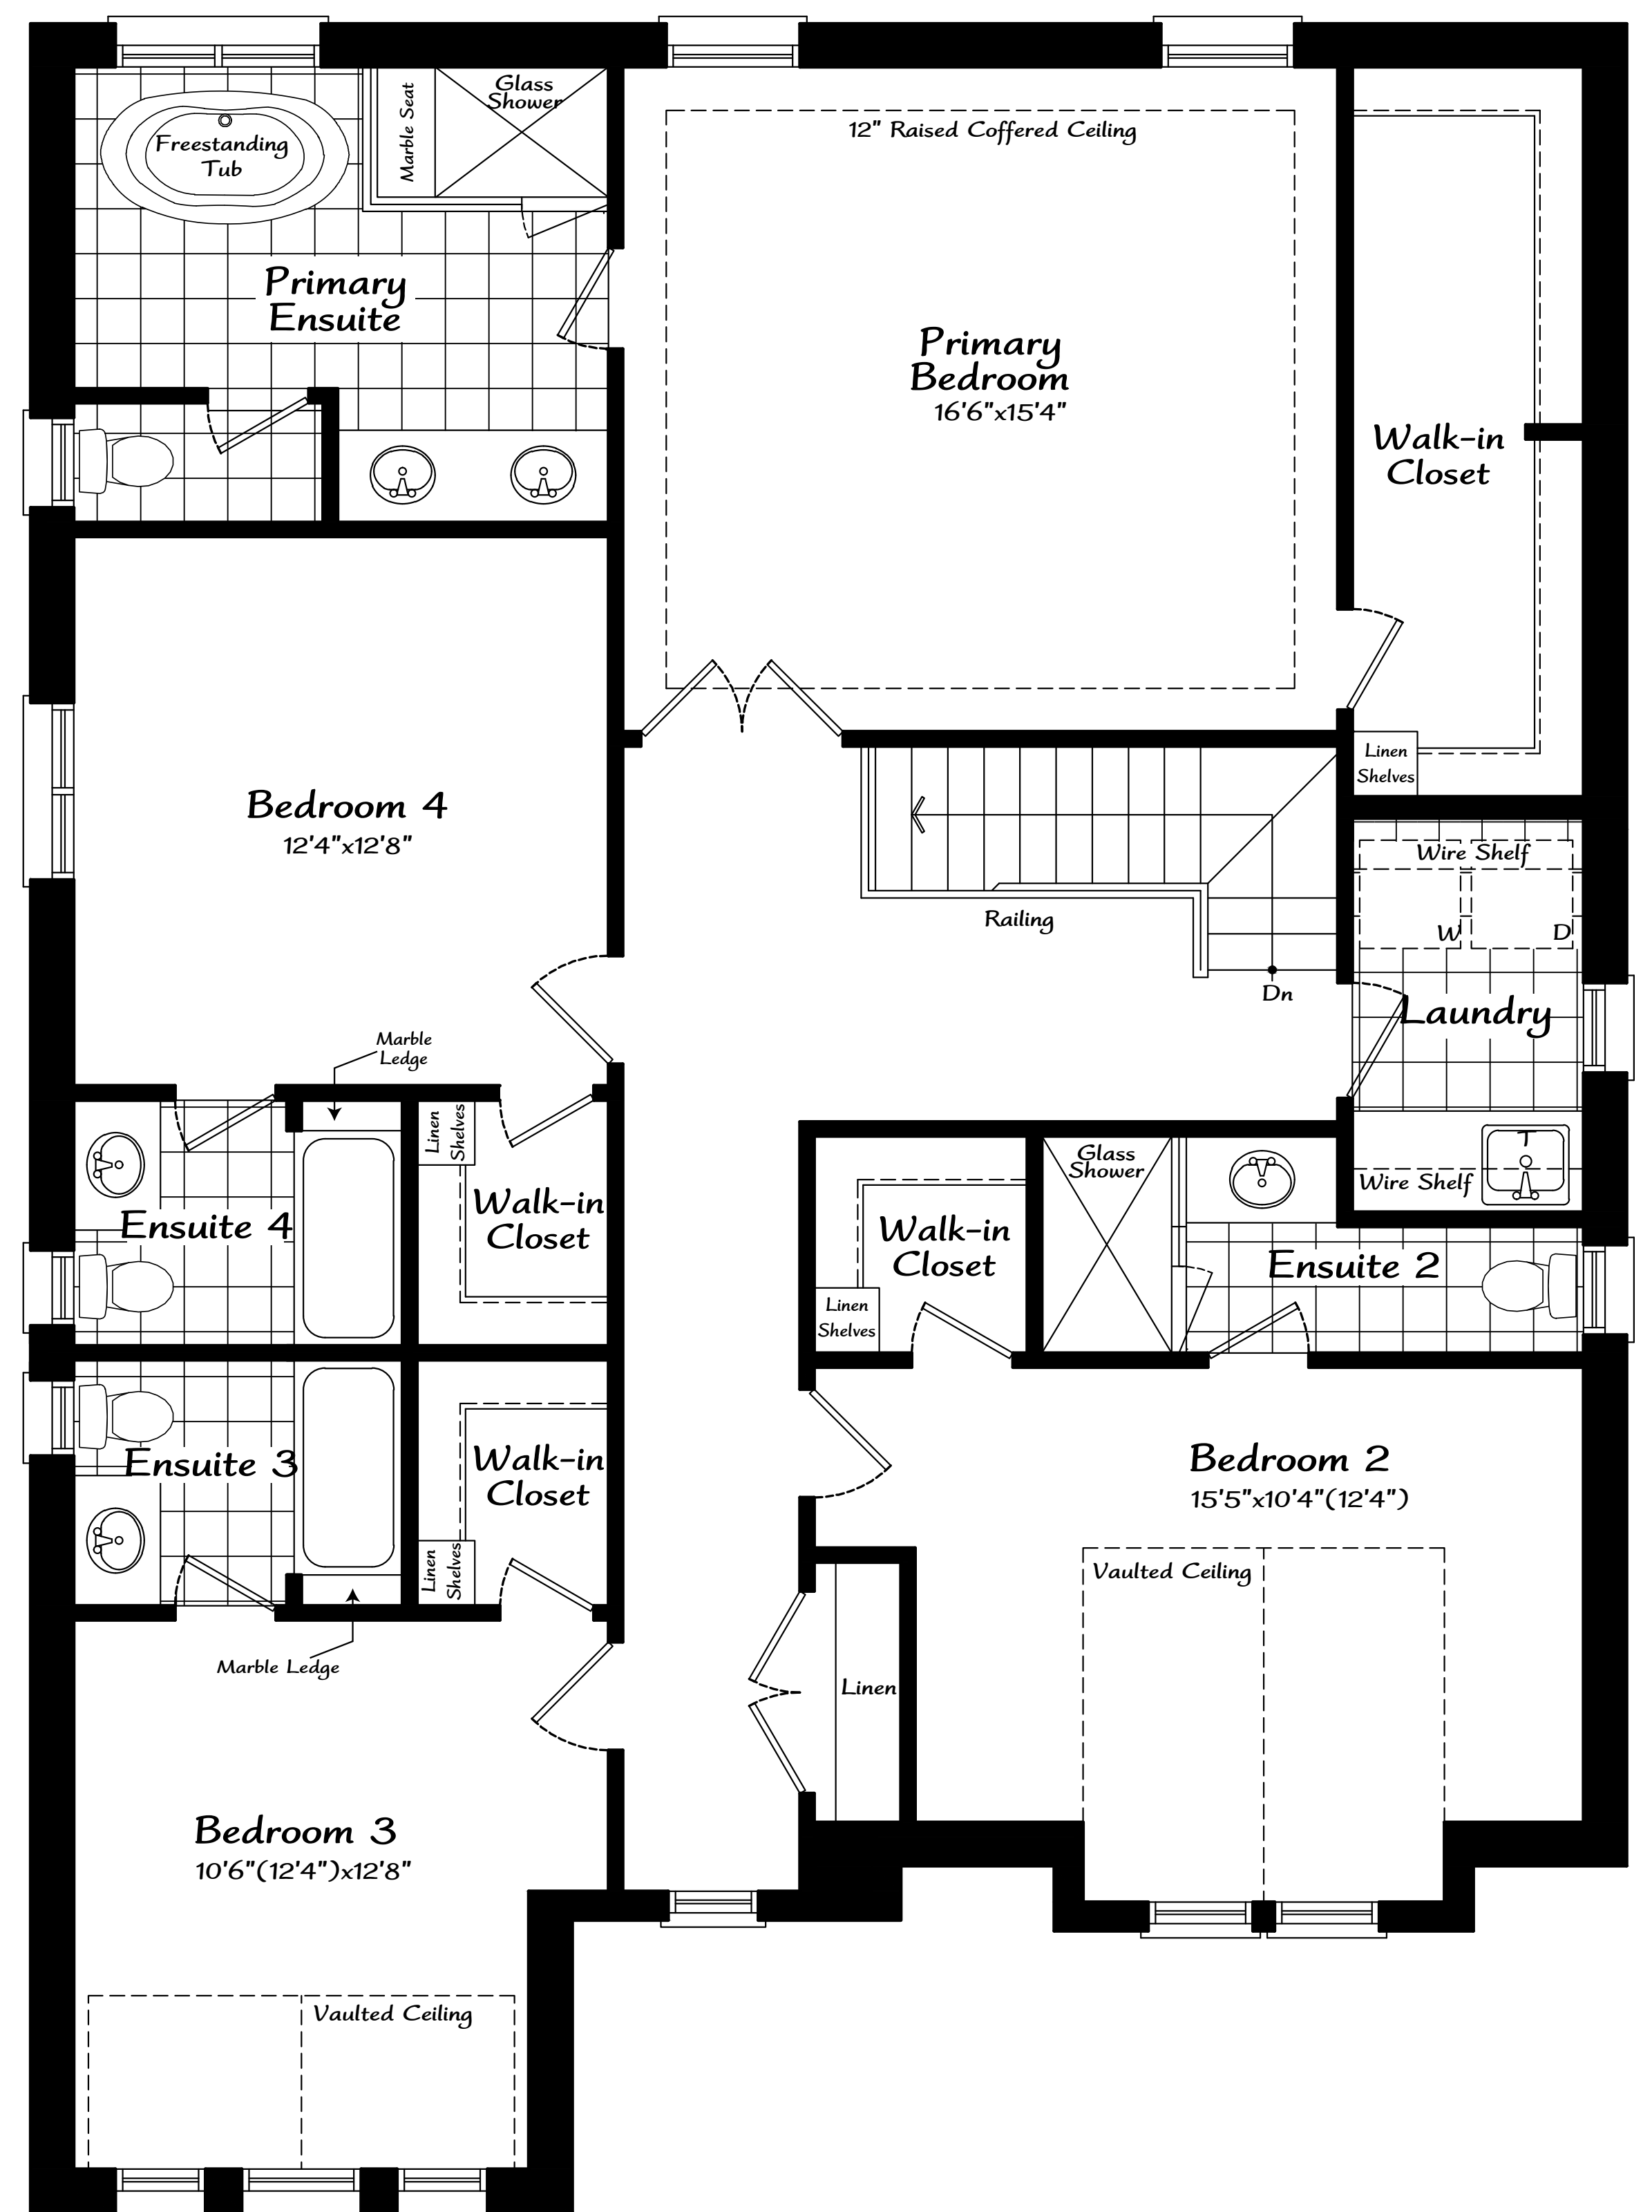 Glass
Shower
Marble Seat
Freestanding
Tub
12" Raised Coffered Ceiling
Primary
Ensuite
Primary
Bedroom
16'6"x15'4"
Walk-in
Closet
Linen
Shelves
Bedroom 4
12'4"x12'8"
Wire Shelf
W
D
Railing
Dn
Laundry
Marble
Ledge
Linen
Shelves
Walk-in
Closet
Ensuite 4
Glass
Shower
T
Wire Shelf
Walk-in
Closet
Linen
Shelves
Ensuite 2
Ensuite 3
Walk-in
Closet
Linen
Shelves
Bedroom 2
15'5"x10'4"(12'4")
Vaulted Ceiling
Marble Ledge
Linen
Bedroom 3
10'6"(12'4")x12'8"
Vaulted Ceiling